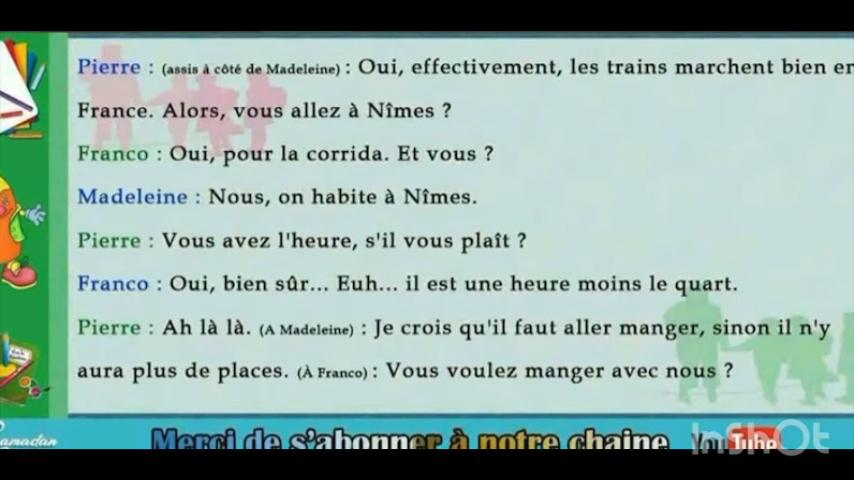 Pierre : (assis à côté de Madeleine) : Oui, effectivement, les trains marchent bien en
France. Alors, vous allez à Nîmes ?
Franco : Oui, pour la corrida. Et vous ?
Madeleine : Nous, on habite à Nîmes.
Pierre : Vous avez l'heure, s'il vous plaît ?
Franco : Oui, bien sûr... Euh... il est une heure moins le quart.
Pierre : Ah là là. (A Madeleine) : Je crois qu'il faut aller manger, sinon il n'y
aura plus de places. (À Franco) : Vous voulez manger avec nous ?
Merci de s'abonner à notre chaine YouTube
InShOt